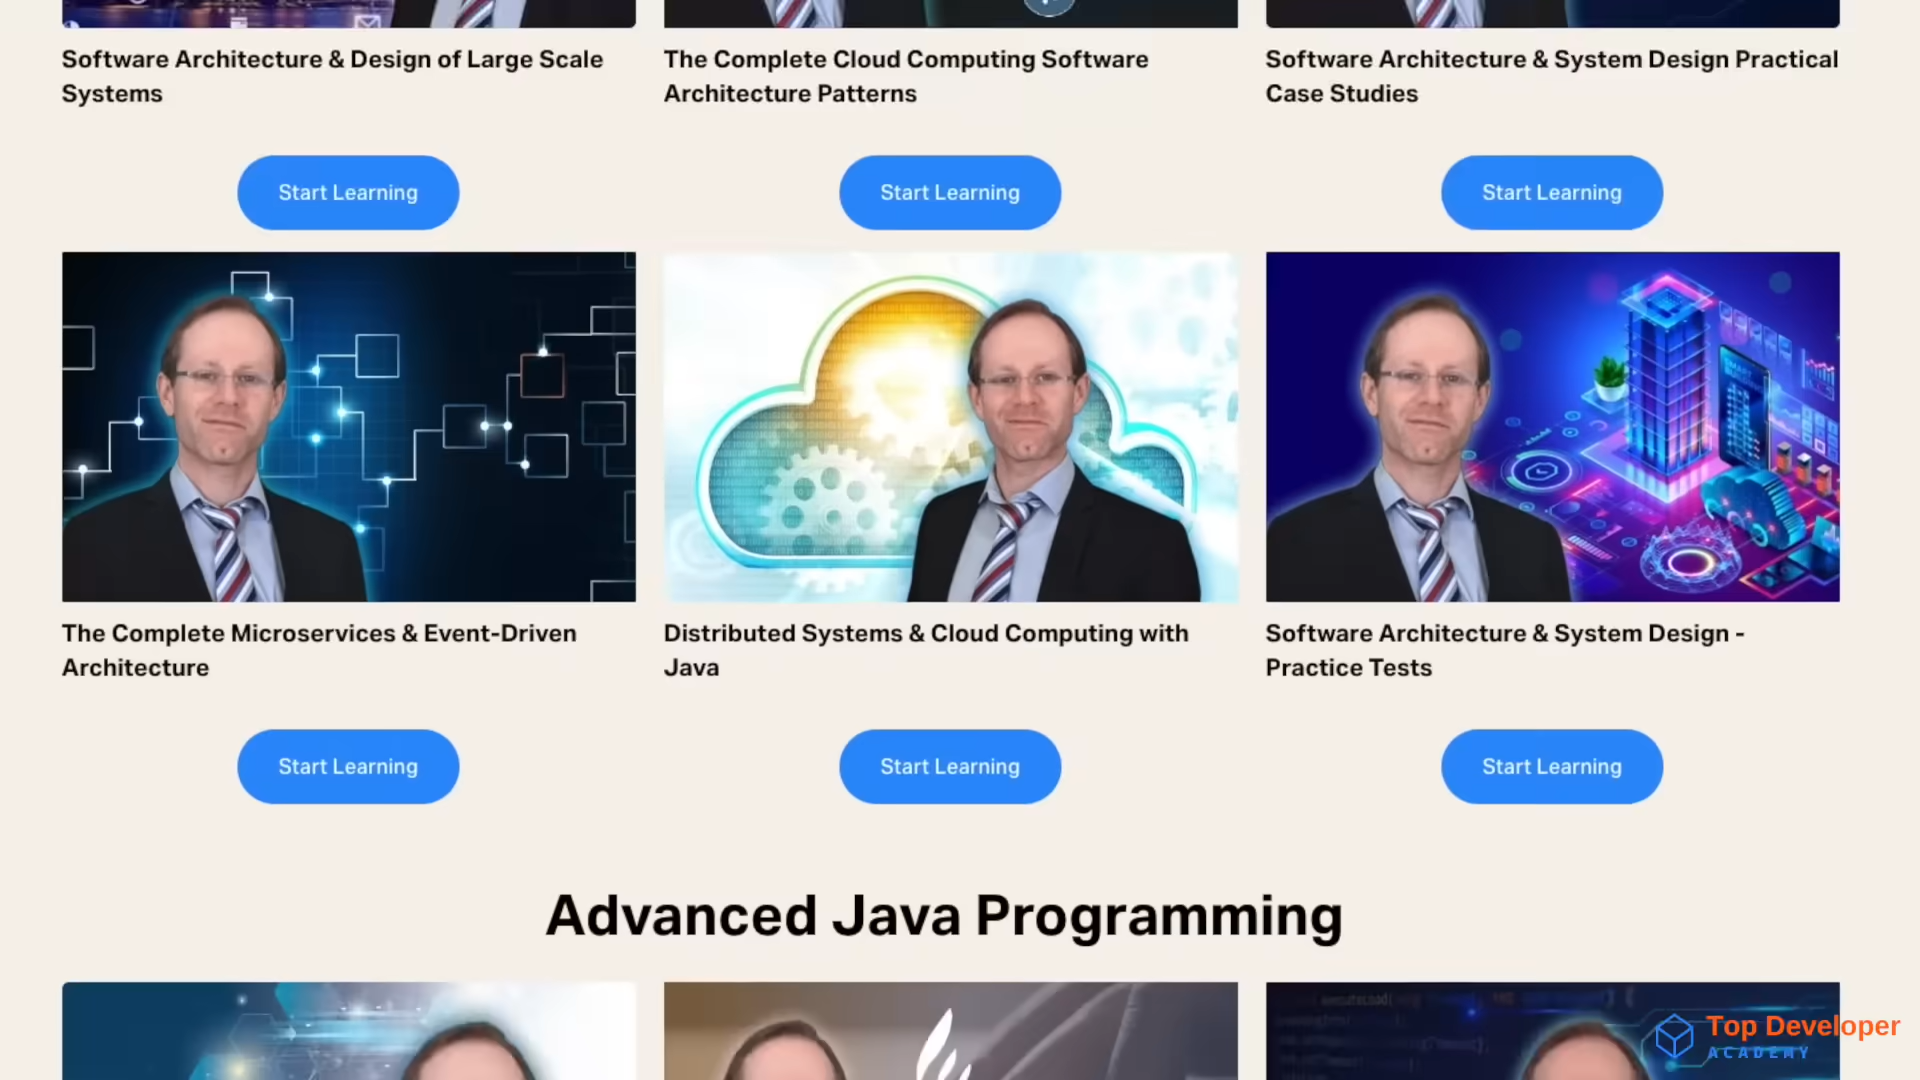 Software Architecture & Design of Large Scale
Systems
The Complete Cloud Computing Software
Architecture Patterns
Software Architecture & System Design Practical
Case Studies
Start Learning
Start Learning
Start Learning
The Complete Microservices & Event-Driven
Architecture
Distributed Systems & Cloud Computing with
Java
Software Architecture & System Design -
Practice Tests
Start Learning
Start Learning
Start Learning
Advanced Java Programming
Top Developer
ACADEMY